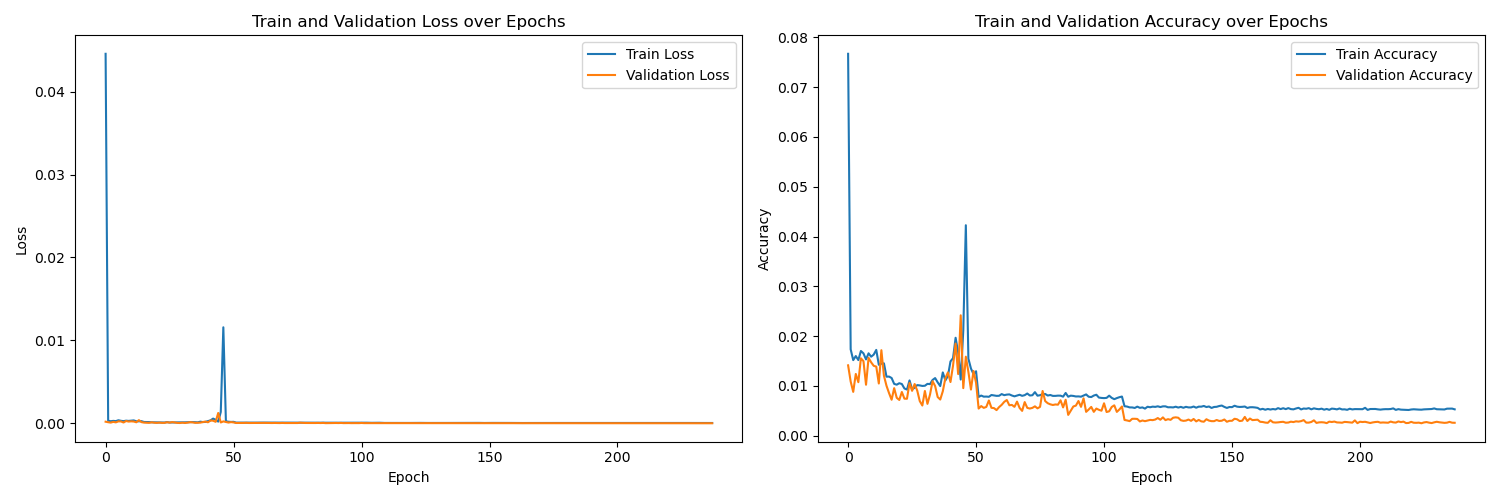 Train and Validation Loss over Epochs
Train Loss
Validation Loss
0.04
0.03
0.02
0.01
0.00
Loss
0 50 100 150 200
Epoch
Train and Validation Accuracy over Epochs
Train Accuracy
Validation Accuracy
0.08
0.07
0.06
0.05
0.04
0.03
0.02
0.01
0.00
Accuracy
0 50 100 150 200
Epoch